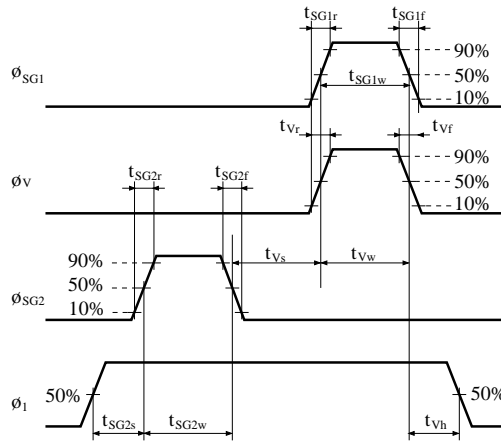 tSG1r tSG1f
øSG1 90%
tSG1w 50%
10%
tVr tVf
90%
tSG2r tSG2f
øV 50%
10%
90% tVs tVw
50%
øSG2
10%
øI
50% 50%
tSG2s tSG2w tVh